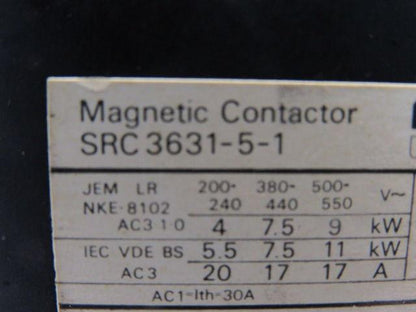 Magnetic Contactor
SRC 3631-5-1
JEM LR 200- 380- 500- V~
NKE-8102 240 440 550
AC3 1 0 4 7.5 9 kW
IEC VDE BS 5.5 7.5 11 kW
AC3 20 17 17 A
AC1=Ith=30A